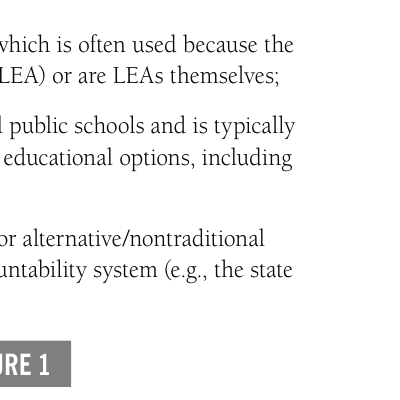 which is often used because the
LEA) or are LEAs themselves;
public schools and is typically
educational options, including
or alternative/nontraditional
untability system (e.g., the state
URE 1